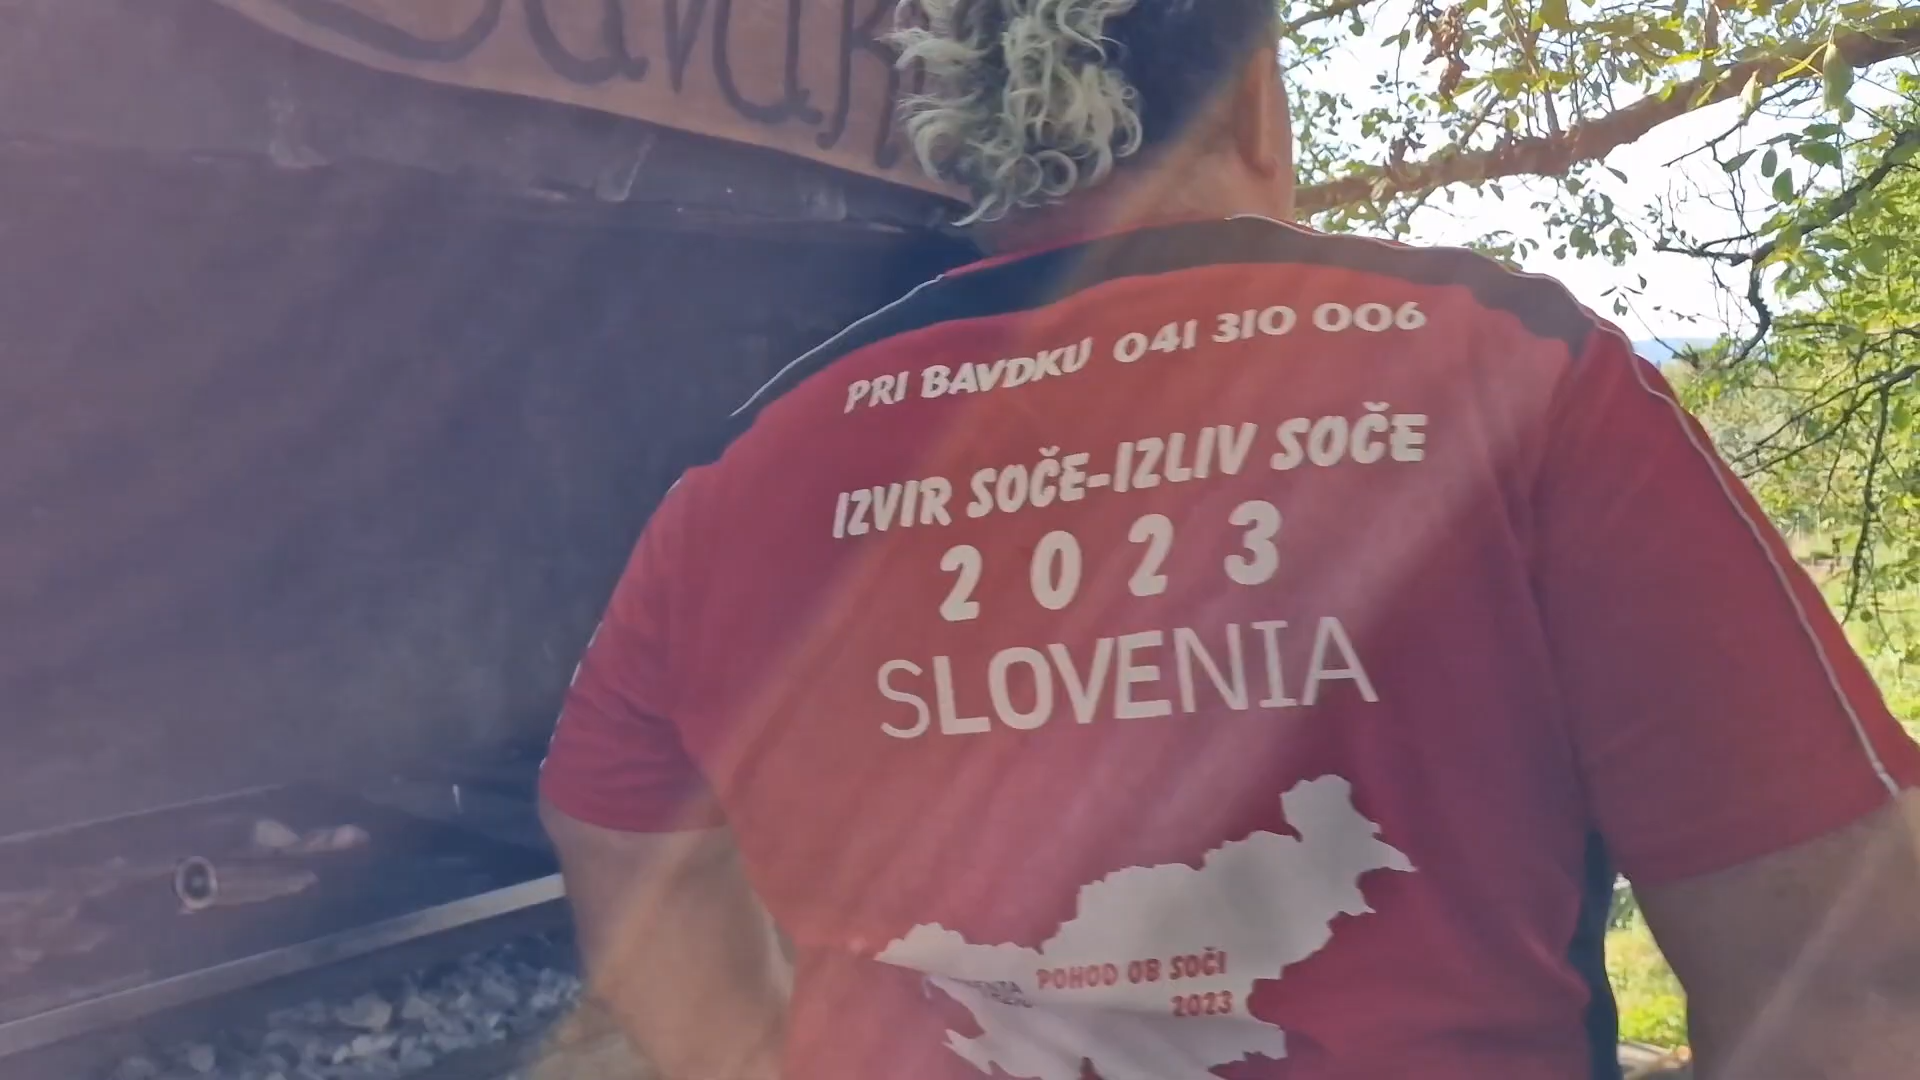 PRI BAVDKU 041 310 006
IZVIR SOČE-IZLIV SOČE
2 0 2 3
SLOVENIA
POHOD OB SOČI
2023